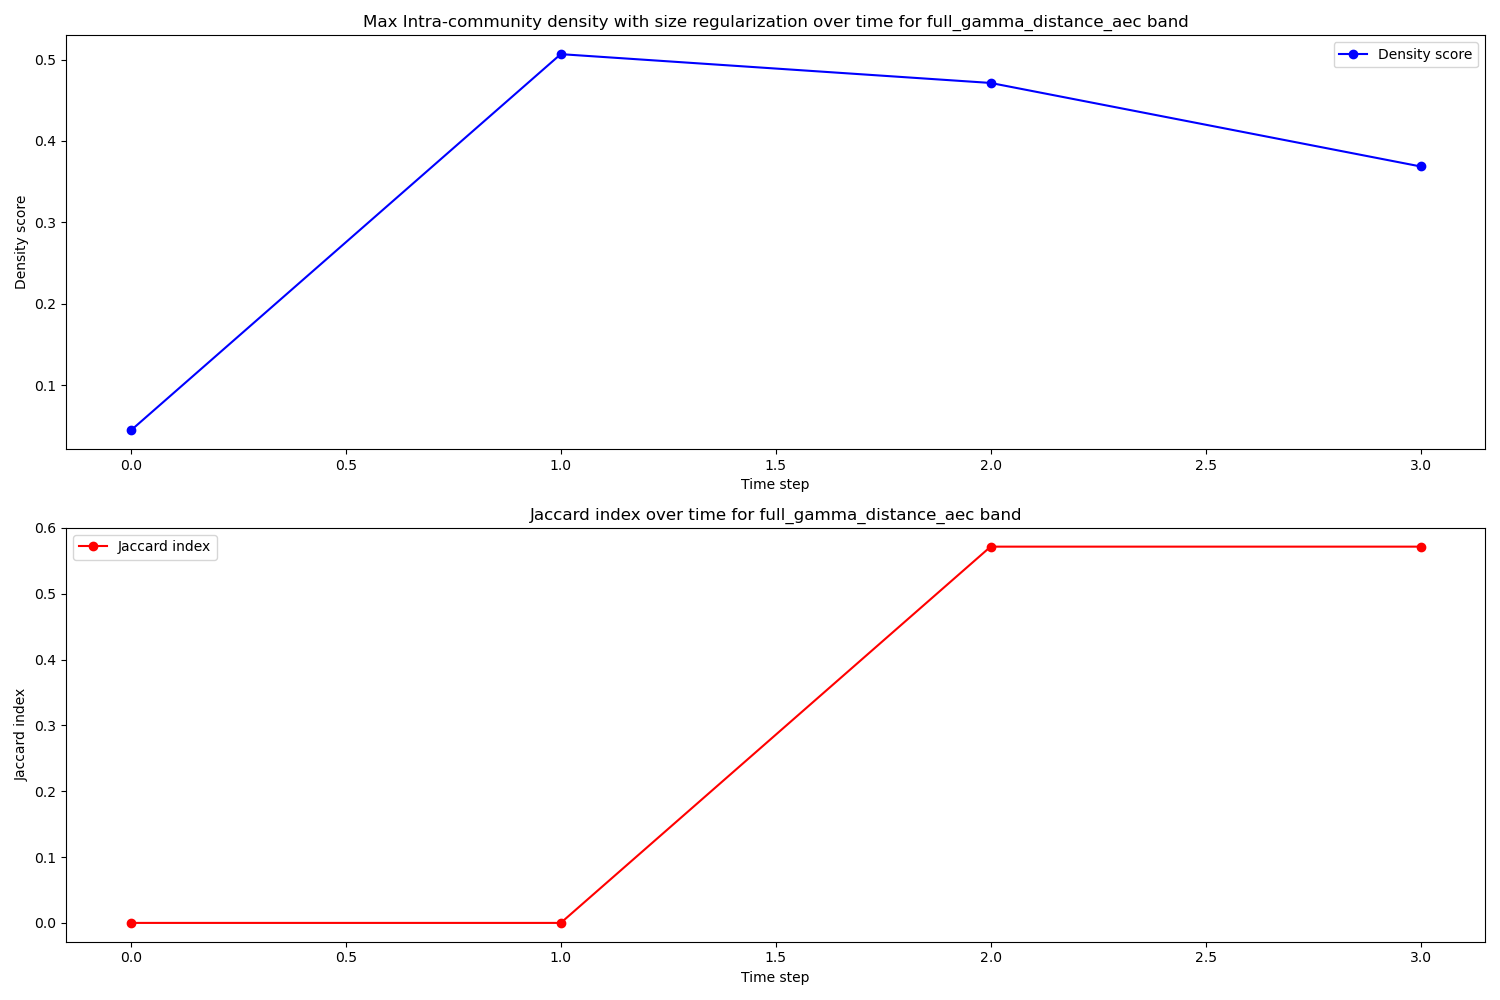 Max Intra-community density with size regularization over time for full_gamma_distance_aec band
Density score
Density score
0.5
0.4
0.3
0.2
0.1
0.0 0.5 1.0 1.5 2.0 2.5 3.0
Time step
Jaccard index over time for full_gamma_distance_aec band
Jaccard index
Jaccard index
0.6
0.5
0.4
0.3
0.2
0.1
0.0
0.0 0.5 1.0 1.5 2.0 2.5 3.0
Time step